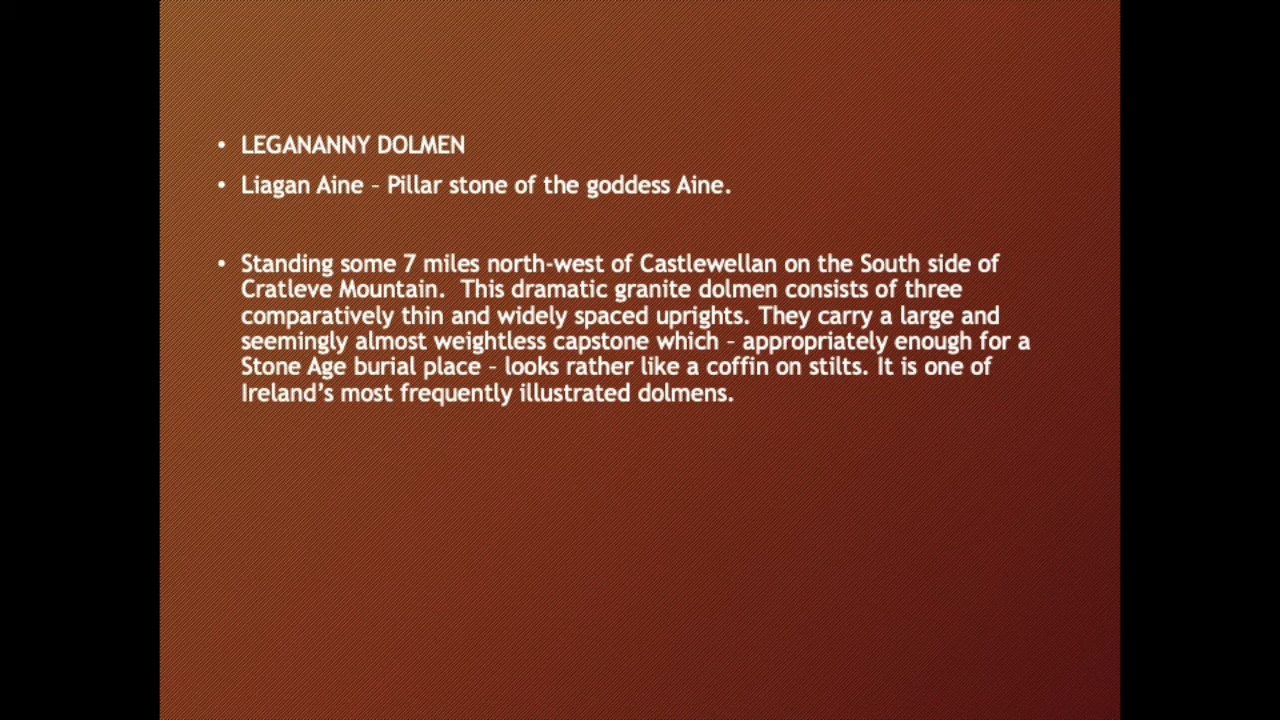 • LEGANANNY DOLMEN
• Liagan Aine – Pillar stone of the goddess Aine.
• Standing some 7 miles north-west of Castlewellan on the South side of
Cratleve Mountain.  This dramatic granite dolmen consists of three
comparatively thin and widely spaced uprights. They carry a large and
seemingly almost weightless capstone which – appropriately enough for a
Stone Age burial place – looks rather like a coffin on stilts. It is one of
Ireland’s most frequently illustrated dolmens.